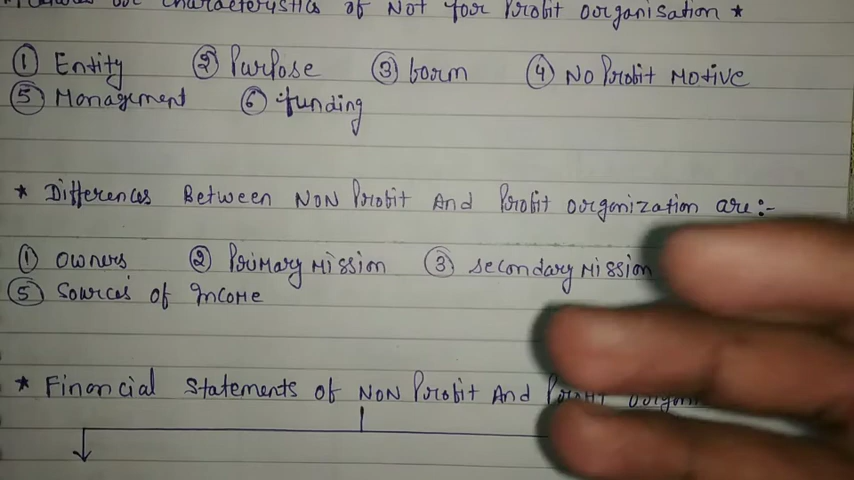 Characteristics of Not for Profit Organisation *
① Entity ② Purpose ③ Form ④ No Profit Motive
⑤ Management ⑥ funding
* Differences Between NON Profit And Profit Organization are:-
① Owners ② Primary Mission ③ Secondary Mission
⑤ Sources of Income
* Financial Statements of NON Profit And Profit